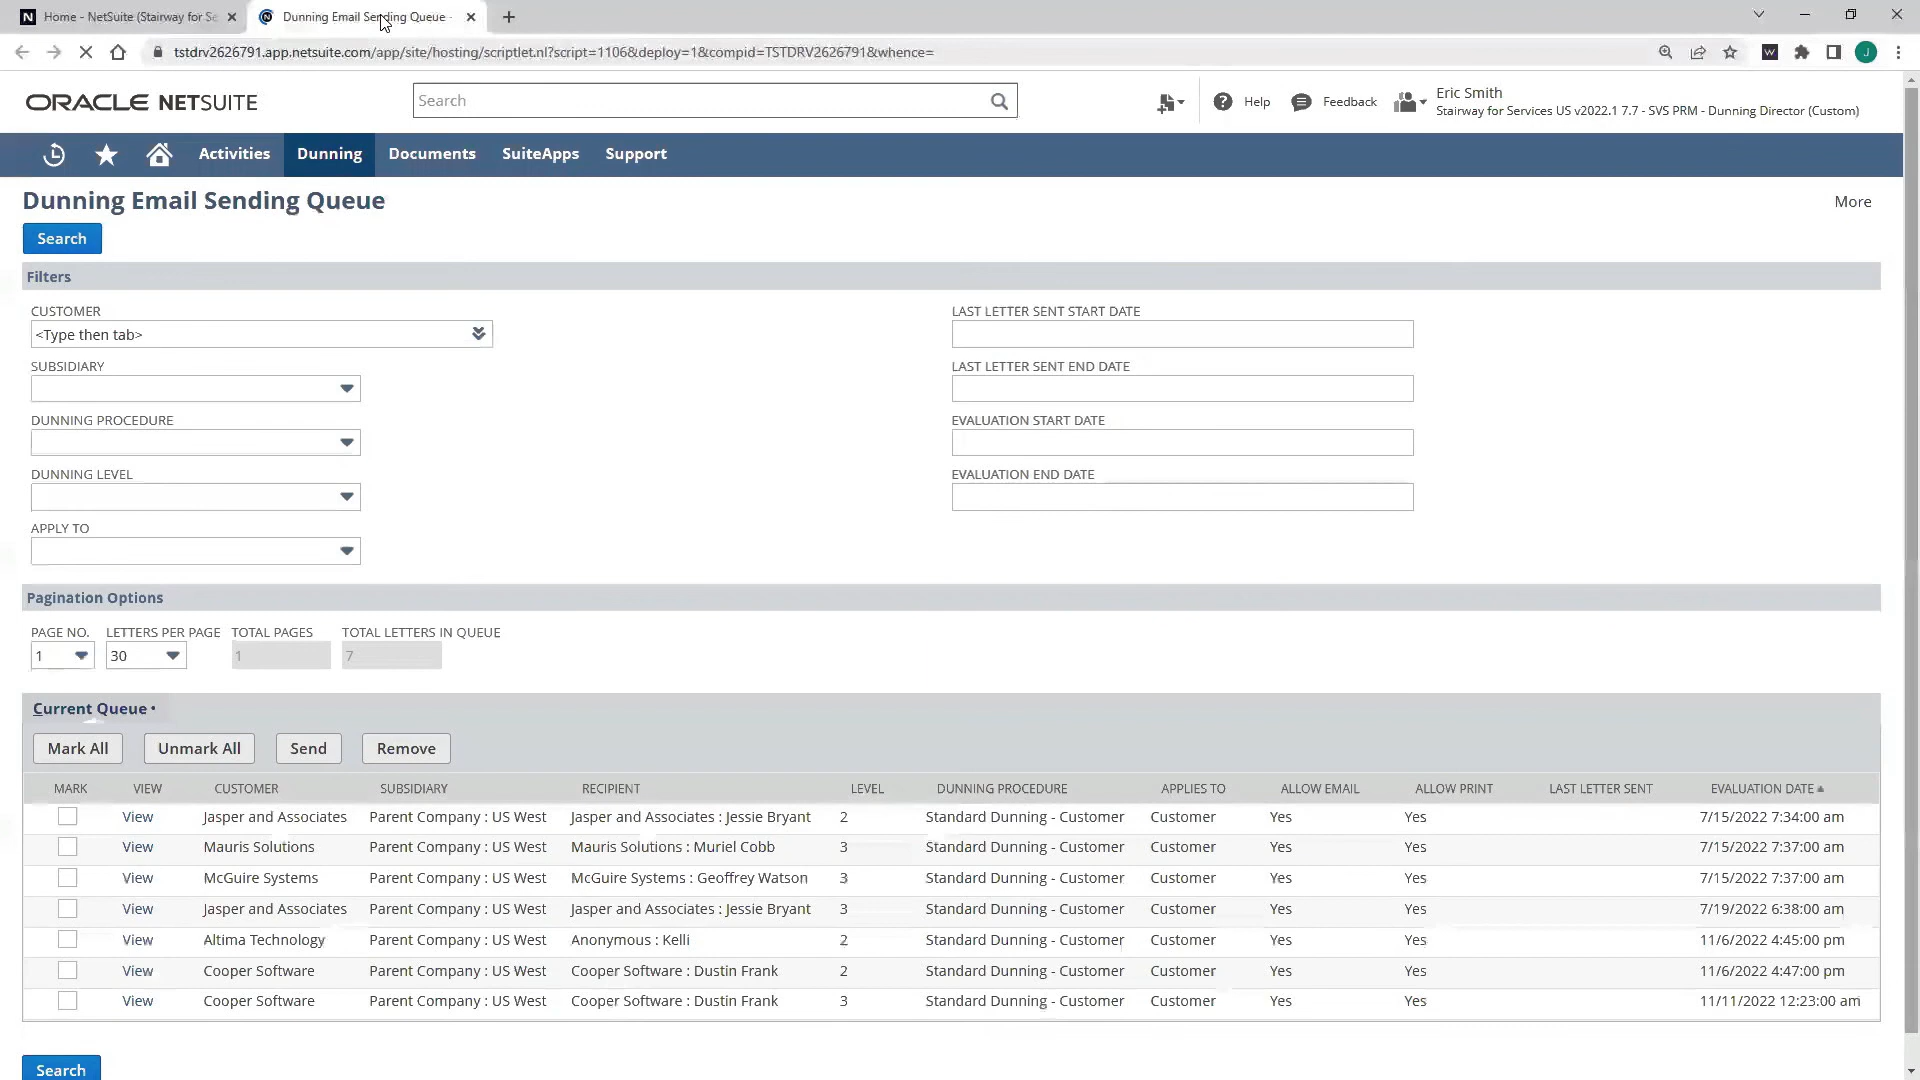 Home - NetSuite (Stairway for Se
Dunning Email Sending Queue -
tstdrv2626791.app.netsuite.com/app/site/hosting/scriptlet.nl?script=1106&deploy=1&compid=TSTDRV2626791&whence=
W
J
ORACLE NETSUITE
Search
Help
Feedback
Eric Smith
Stairway for Services US v2022.1 7.7 - SVS PRM - Dunning Director (Custom)
Activities Dunning Documents SuiteApps Support
Dunning Email Sending Queue
More
Search
Filters
CUSTOMER
<Type then tab>
SUBSIDIARY
DUNNING PROCEDURE
DUNNING LEVEL
APPLY TO
LAST LETTER SENT START DATE
LAST LETTER SENT END DATE
EVALUATION START DATE
EVALUATION END DATE
Pagination Options
PAGE NO. LETTERS PER PAGE TOTAL PAGES TOTAL LETTERS IN QUEUE
1 30 1 7
Current Queue •
Mark All Unmark All Send Remove
MARK VIEW CUSTOMER SUBSIDIARY RECIPIENT LEVEL DUNNING PROCEDURE APPLIES TO ALLOW EMAIL ALLOW PRINT LAST LETTER SENT EVALUATION DATE
View Jasper and Associates Parent Company : US West Jasper and Associates : Jessie Bryant 2 Standard Dunning - Customer Customer Yes Yes 7/15/2022 7:34:00 am
View Mauris Solutions Parent Company : US West Mauris Solutions : Muriel Cobb 3 Standard Dunning - Customer Customer Yes Yes 7/15/2022 7:37:00 am
View McGuire Systems Parent Company : US West McGuire Systems : Geoffrey Watson 3 Standard Dunning - Customer Customer Yes Yes 7/15/2022 7:37:00 am
View Jasper and Associates Parent Company : US West Jasper and Associates : Jessie Bryant 3 Standard Dunning - Customer Customer Yes Yes 7/19/2022 6:38:00 am
View Altima Technology Parent Company : US West Anonymous : Kelli 2 Standard Dunning - Customer Customer Yes Yes 11/6/2022 4:45:00 pm
View Cooper Software Parent Company : US West Cooper Software : Dustin Frank 2 Standard Dunning - Customer Customer Yes Yes 11/6/2022 4:47:00 pm
View Cooper Software Parent Company : US West Cooper Software : Dustin Frank 3 Standard Dunning - Customer Customer Yes Yes 11/11/2022 12:23:00 am
Search